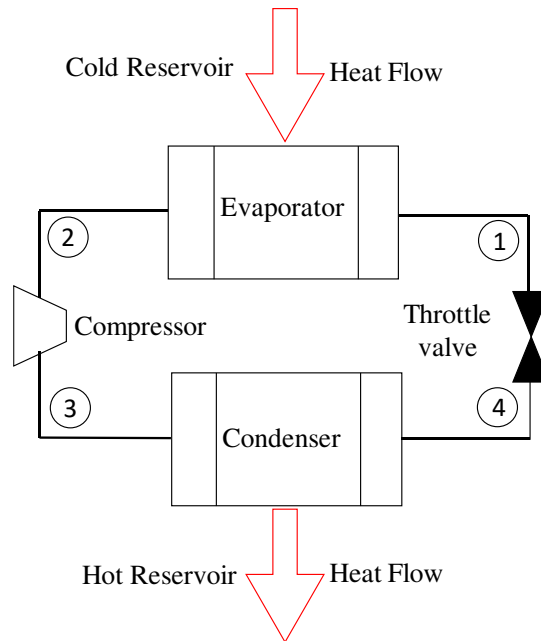 Cold Reservoir
Heat Flow
Evaporator
2
1
Compressor
Throttle
valve
3
4
Condenser
Hot Reservoir
Heat Flow